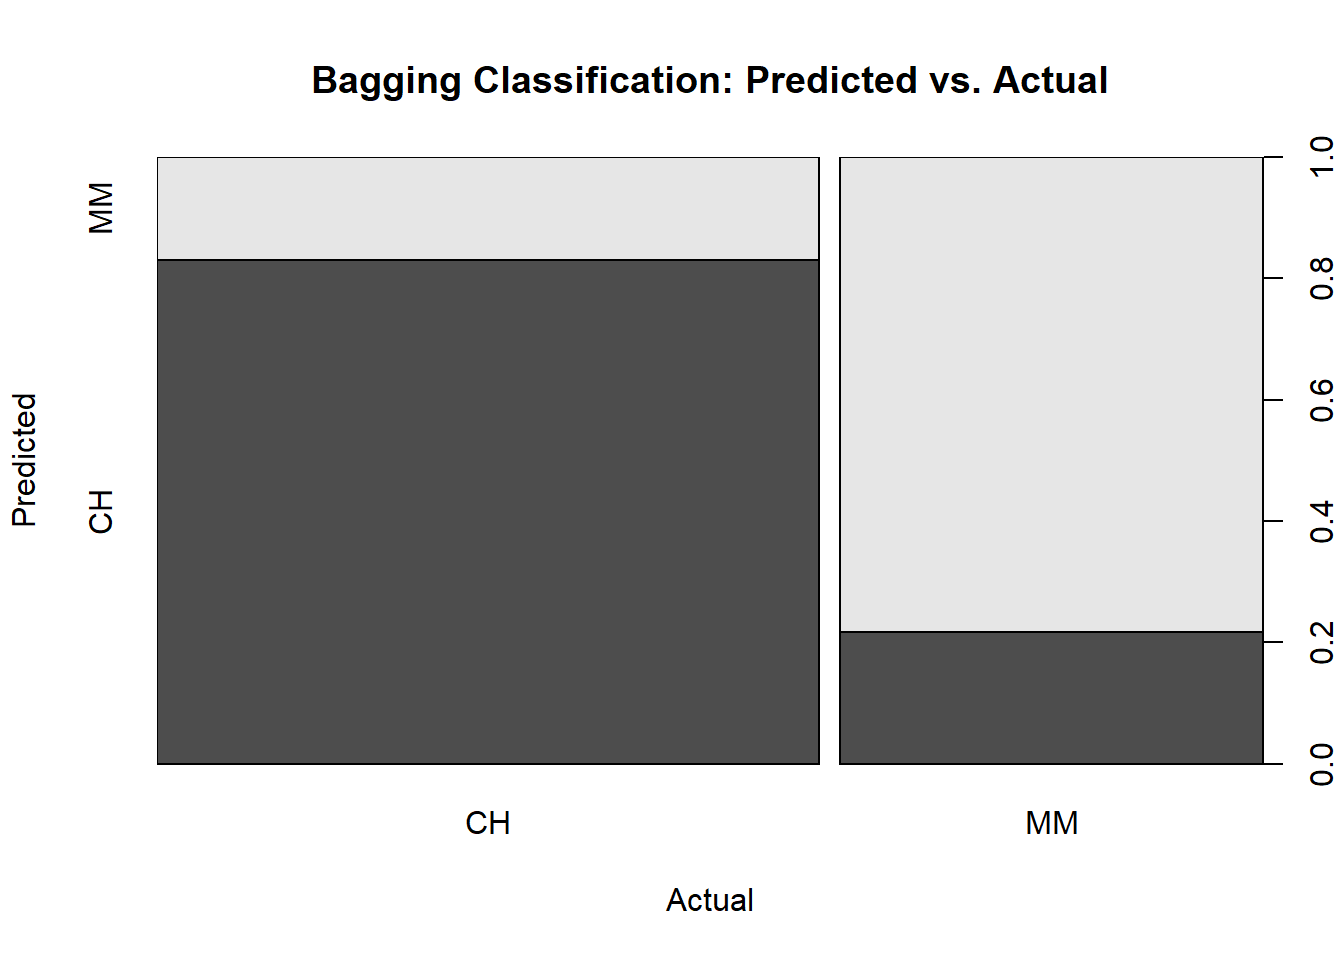 Bagging Classification: Predicted vs. Actual
MM
CH
Predicted
1.0
0.8
0.6
0.4
0.2
0.0
CH
MM
Actual